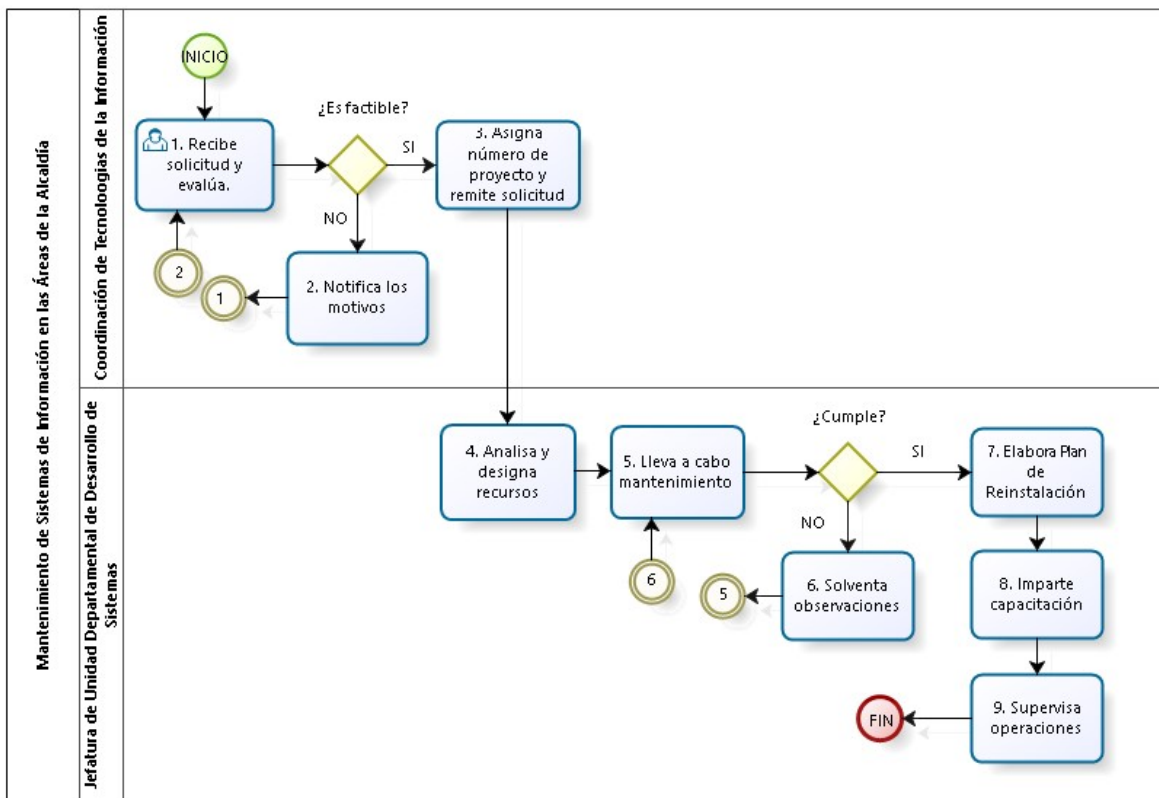 Mantenimiento de Sistemas de Información en las Áreas de la Alcaldía
Coordinación de Tecnoloogias de la Información
INICIO
1. Recibe
solicitud y
evalúa.
¿Es factible?
SI
NO
3. Asigna
número de
proyecto y
remite solicitud
2
1
2. Notifica los
motivos
Jefatura de Unidad Departamental de Desarrollo de
Sistemas
4. Analisa y
designa
recursos
5. Lleva a cabo
mantenimiento
¿Cumple?
SI
NO
7. Elabora Plan
de
Reinstalación
6
5
6. Solventa
observaciones
8. Imparte
capacitación
9. Supervisa
operaciones
FIN